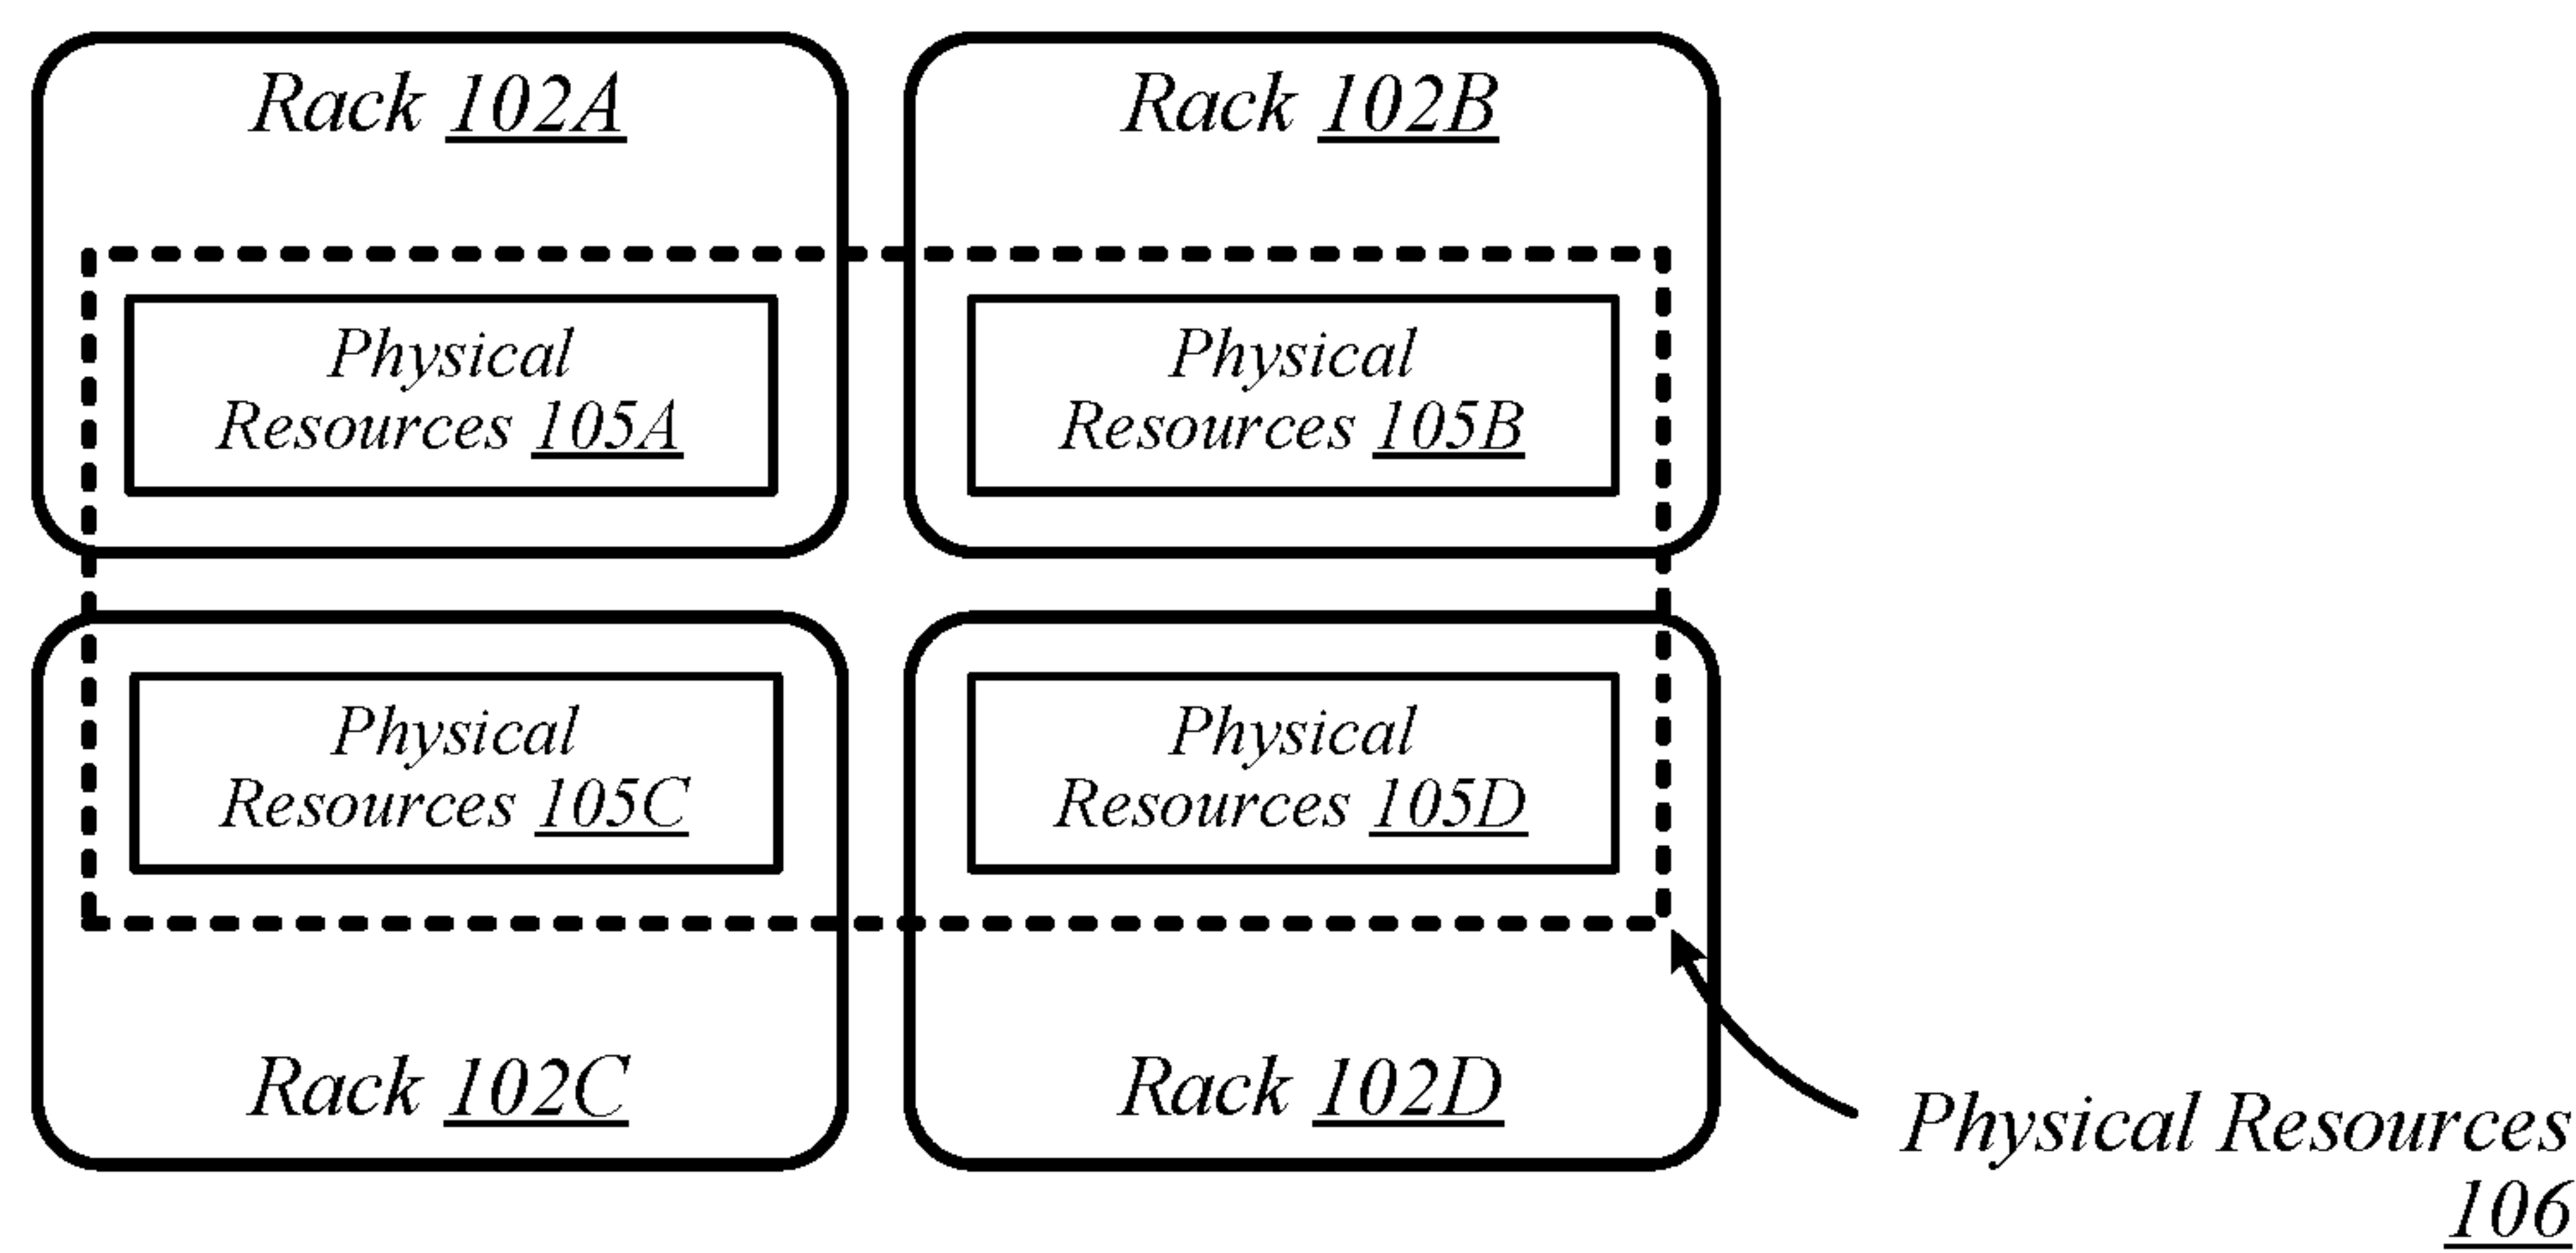 Rack 102A
Rack 102B
Physical
Resources 105A
Physical
Resources 105B
Physical
Resources 105C
Physical
Resources 105D
Rack 102C
Rack 102D
Physical Resources
106